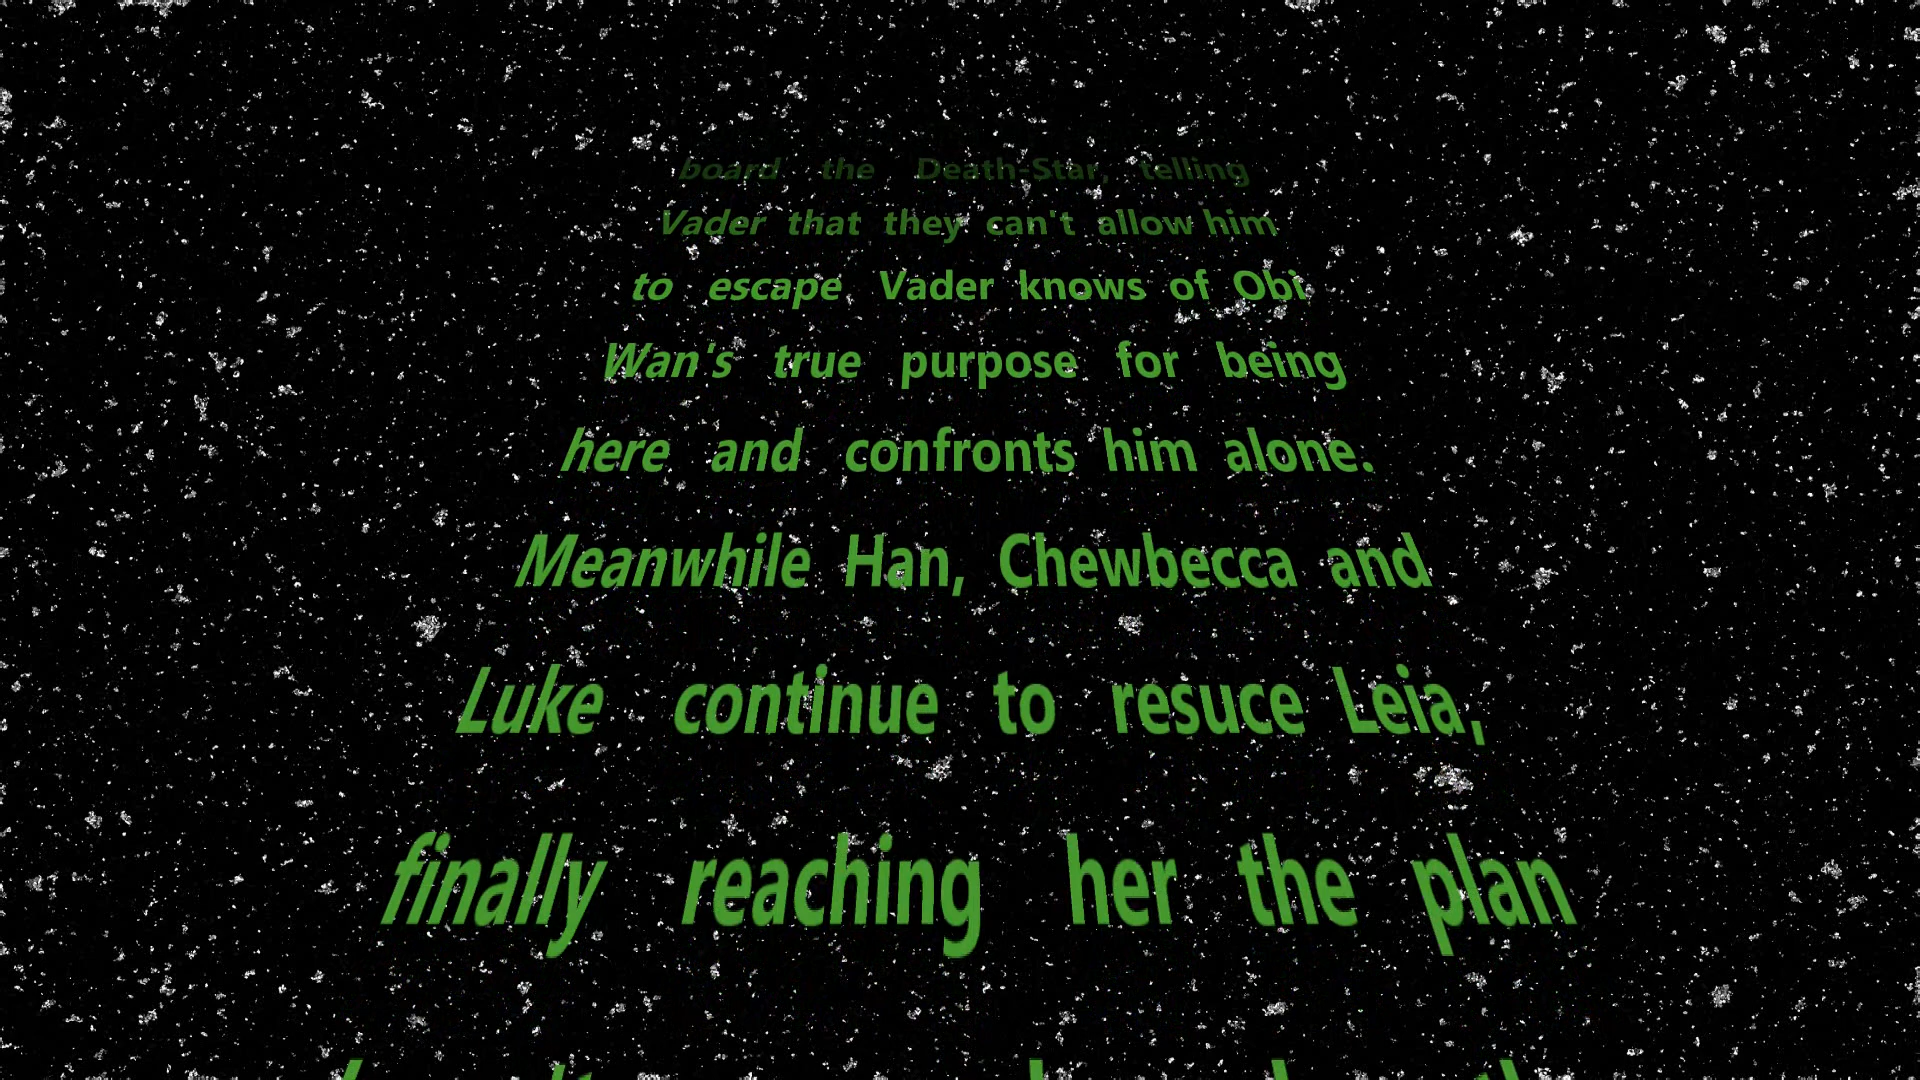 board the Death-Star, telling
Vader that they can't allow him
to escape Vader knows of Obi
Wan's true purpose for being
here and confronts him alone.
Meanwhile Han, Chewbecca and
Luke continue to resuce Leia,
finally reaching her the plan